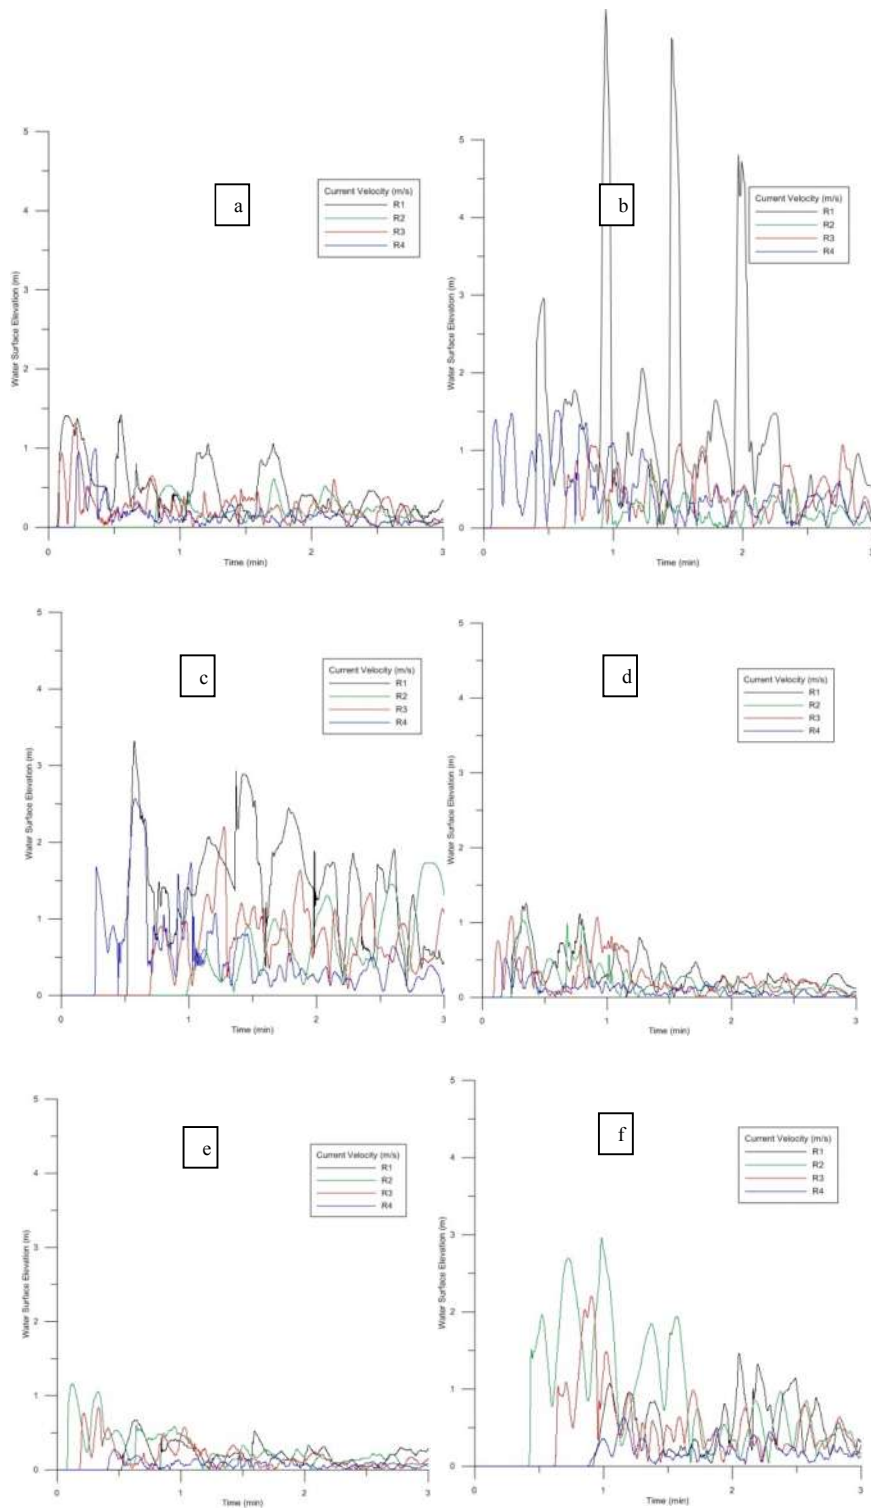 5
4
3
2
1
0
Water Surface Elevation (m)
a
Current Velocity (m/s)
R1
R2
R3
R4
0
1
2
3
Time (min)
5
4
3
2
1
0
Water Surface Elevation (m)
b
Current Velocity (m/s)
R1
R2
R3
R4
0
1
2
3
Time (min)
5
4
3
2
1
0
Water Surface Elevation (m)
c
Current Velocity (m/s)
R1
R2
R3
R4
0
1
2
3
Time (min)
5
4
3
2
1
0
Water Surface Elevation (m)
d
Current Velocity (m/s)
R1
R2
R3
R4
0
1
2
3
Time (min)
5
4
3
2
1
0
Water Surface Elevation (m)
e
Current Velocity (m/s)
R1
R2
R3
R4
0
1
2
3
Time (min)
5
4
3
2
1
0
Water Surface Elevation (m)
f
Current Velocity (m/s)
R1
R2
R3
R4
0
1
2
3
Time (min)